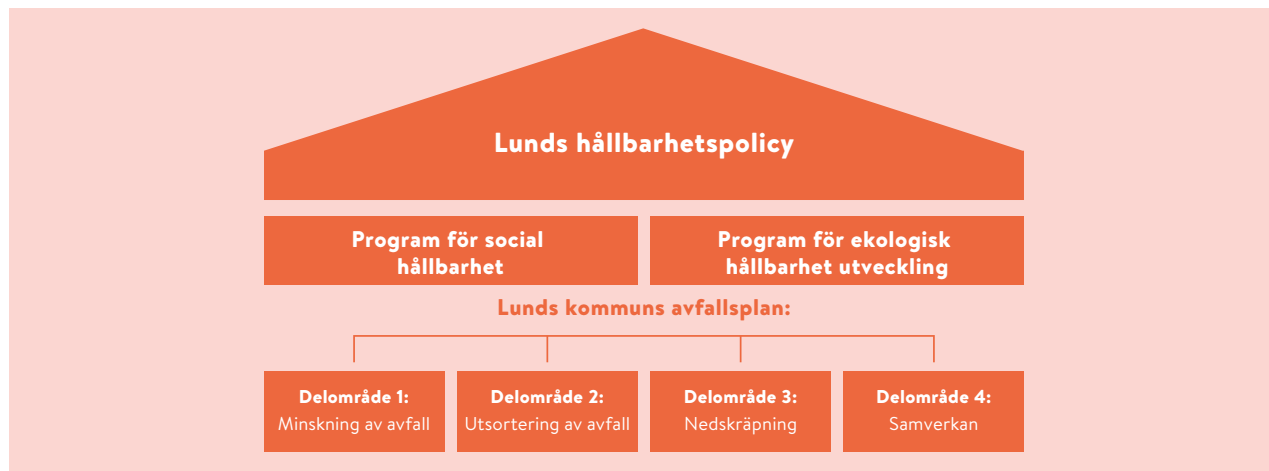 Lunds hållbarhetspolicy
Program för social
hållbarhet
Program för ekologisk
hållbarhet utveckling
Lunds kommuns avfallsplan:
Delområde 1:
Minskning av avfall
Delområde 2:
Utsortering av avfall
Delområde 3:
Nedskräpning
Delområde 4:
Samverkan